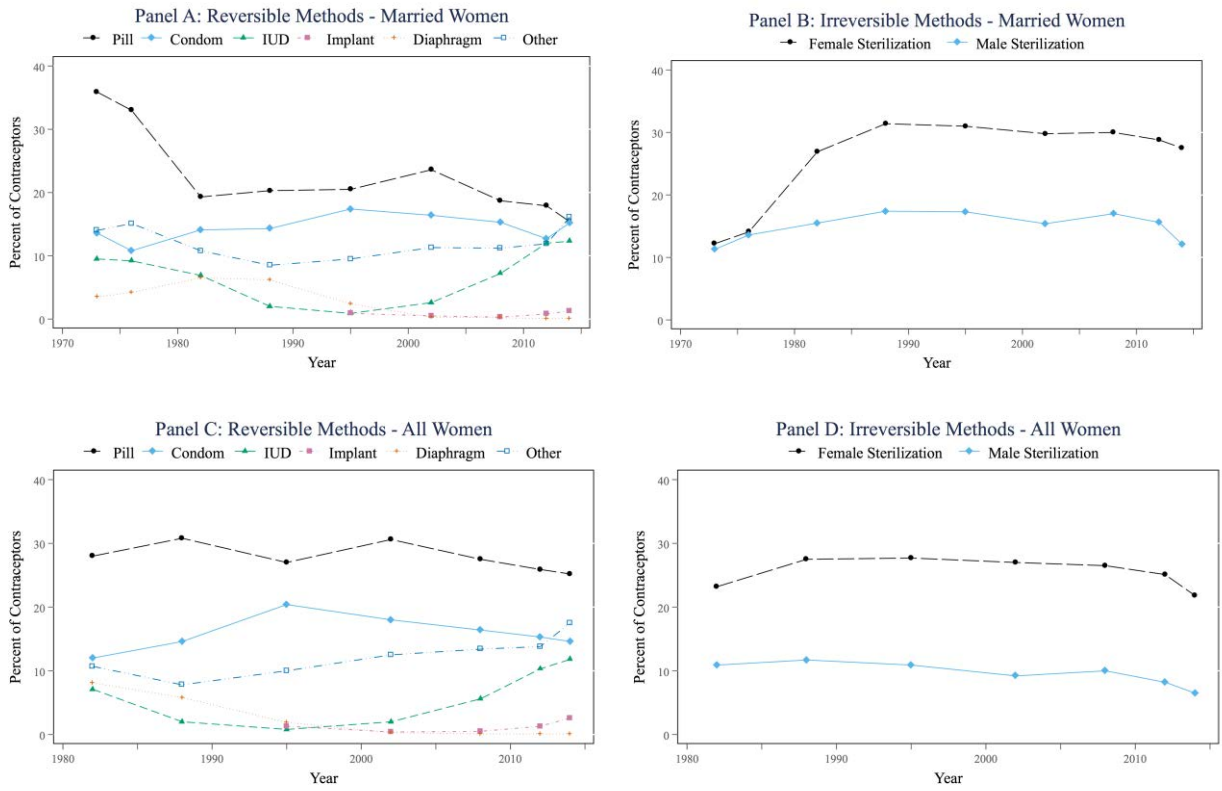 Panel A: Reversible Methods - Married Women
Pill Condom IUD Implant Diaphragm Other
40
30
20
10
0
Percent of Contraceptors
1970 1980 1990 2000 2010
Year
Panel B: Irreversible Methods - Married Women
Female Sterilization Male Sterilization
40
30
20
10
0
Percent of Contraceptors
1970 1980 1990 2000 2010
Year
Panel C: Reversible Methods - All Women
Pill Condom IUD Implant Diaphragm Other
40
30
20
10
0
Percent of Contraceptors
1980 1990 2000 2010
Year
Panel D: Irreversible Methods - All Women
Female Sterilization Male Sterilization
40
30
20
10
0
Percent of Contraceptors
1980 1990 2000 2010
Year